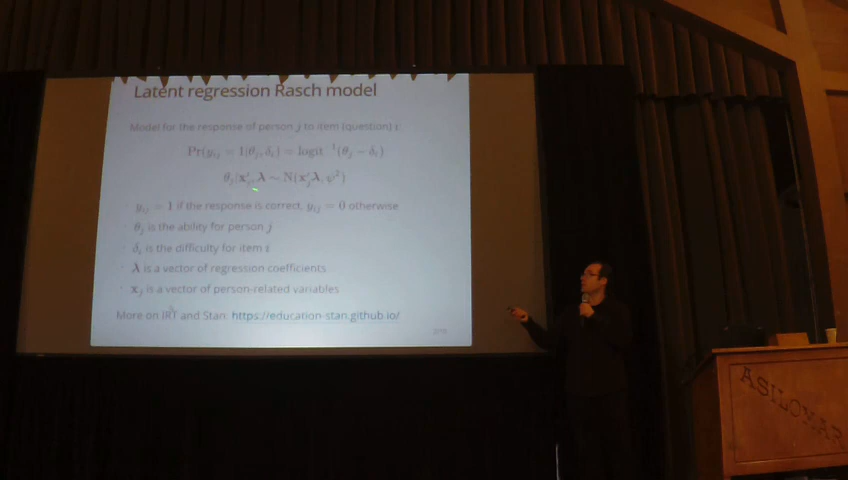 Latent regression Rasch model
Model for the response of person j to item (question) i:
Pr(y_ij = 1|θ_j, δ_i) = logit⁻¹(θ_j − δ_i)
θ_j|x′_j, λ ∼ N(x′_jλ, ψ²)
y_ij = 1 if the response is correct, y_ij = 0 otherwise
θ_j is the ability for person j
δ_i is the difficulty for item i
λ is a vector of regression coefficients
x_j is a vector of person-related variables
More on IRT and Stan: https://education-stan.github.io/
ASILOMAR